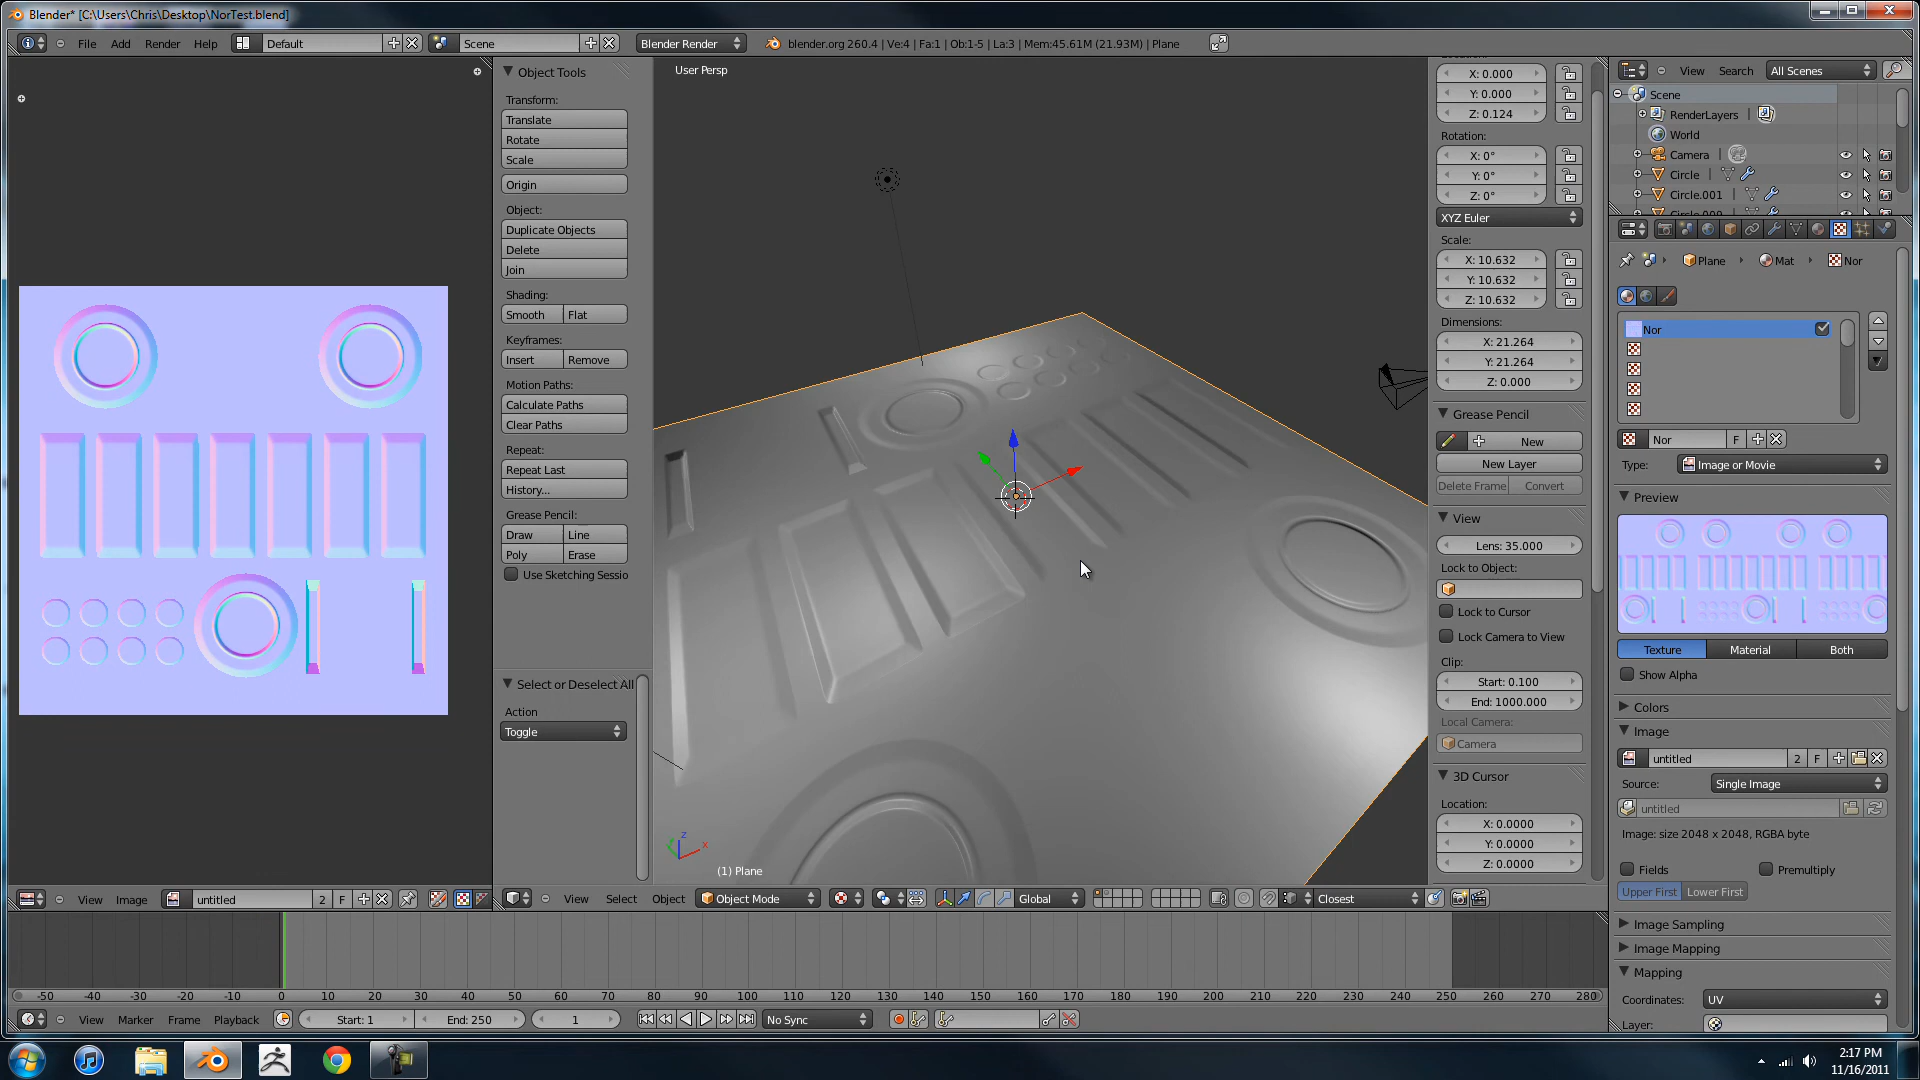 Blender* [C:\Users\Chris\Desktop\NorTest.blend]
File Add Render Help Default Scene Blender Render blender.org 260.4 | Ve:4 | Fa:1 | Ob:1-5 | La:3 | Mem:45.61M (21.93M) | Plane
Object Tools
Transform:
Translate
Rotate
Scale
Origin
Object:
Duplicate Objects
Delete
Join
Shading:
Smooth Flat
Keyframes:
Insert Remove
Motion Paths:
Calculate Paths
Clear Paths
Repeat:
Repeat Last
History...
Grease Pencil:
Draw Line
Poly Erase
Use Sketching Sessio
Select or Deselect All
Action
Toggle
User Persp
z
x
(1) Plane
X: 0.000
Y: 0.000
Z: 0.124
Rotation:
X: 0°
Y: 0°
Z: 0°
XYZ Euler
Scale:
X: 10.632
Y: 10.632
Z: 10.632
Dimensions:
X: 21.264
Y: 21.264
Z: 0.000
Grease Pencil
New
New Layer
Delete Frame Convert
View
Lens: 35.000
Lock to Object:
Lock to Cursor
Lock Camera to View
Clip:
Start: 0.100
End: 1000.000
Local Camera:
Camera
3D Cursor
Location:
X: 0.0000
Y: 0.0000
Z: 0.0000
View Search All Scenes
Scene
RenderLayers |
World
Camera |
Circle |
Circle.001 |
Plane Mat Nor
Nor
Nor F
Type: Image or Movie
Preview
Texture Material Both
Show Alpha
Colors
Image
untitled 2 F
Source: Single Image
untitled
Image: size 2048 x 2048, RGBA byte
Fields Premultiply
Upper First Lower First
Image Sampling
Image Mapping
Mapping
Coordinates: UV
Layer:
View Image untitled 2 F
View Select Object Object Mode Global Closest
-50 -40 -30 -20 -10 0 10 20 30 40 50 60 70 80 90 100 110 120 130 140 150 160 170 180 190 200 210 220 230 240 250 260 270 280
View Marker Frame Playback Start: 1 End: 250 1 No Sync
2:17 PM
11/16/2011